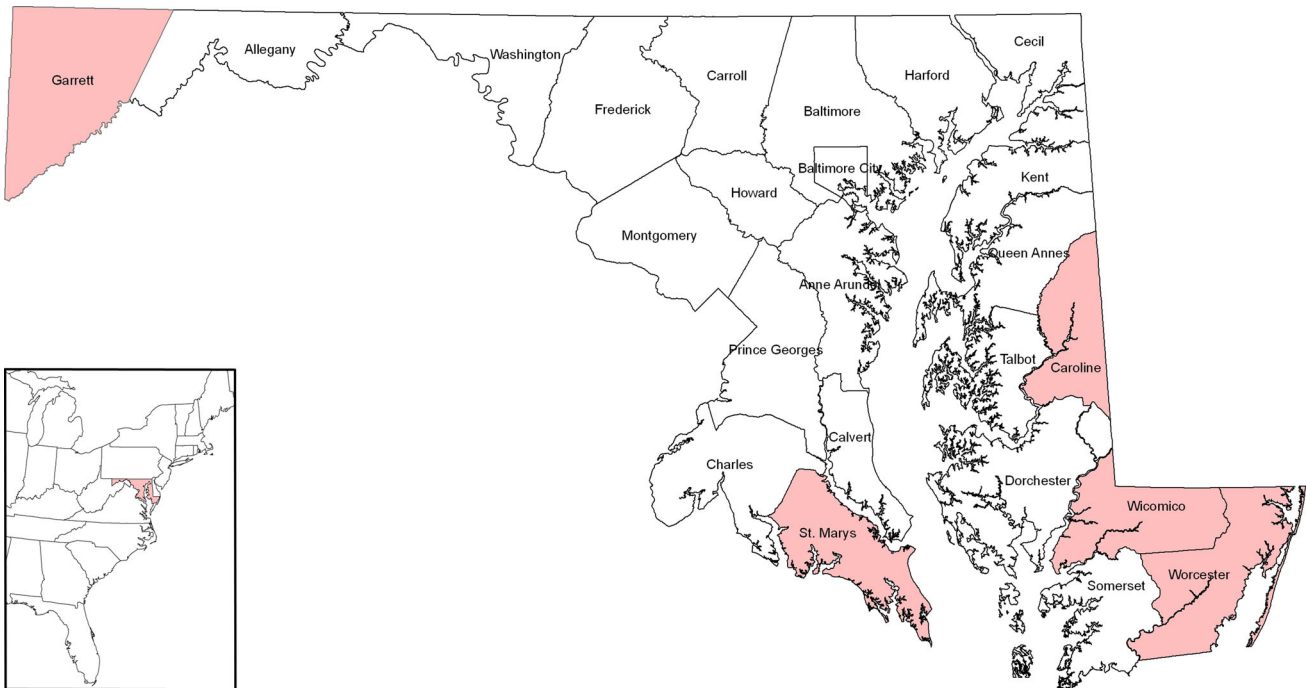 Garrett
Allegany
Washington
Frederick
Carroll
Baltimore
Harford
Cecil
Baltimore City
Howard
Kent
Montgomery
Queen Annes
Anne Arundel
Prince Georges
Talbot
Caroline
Calvert
Charles
Dorchester
St. Marys
Wicomico
Worcester
Somerset